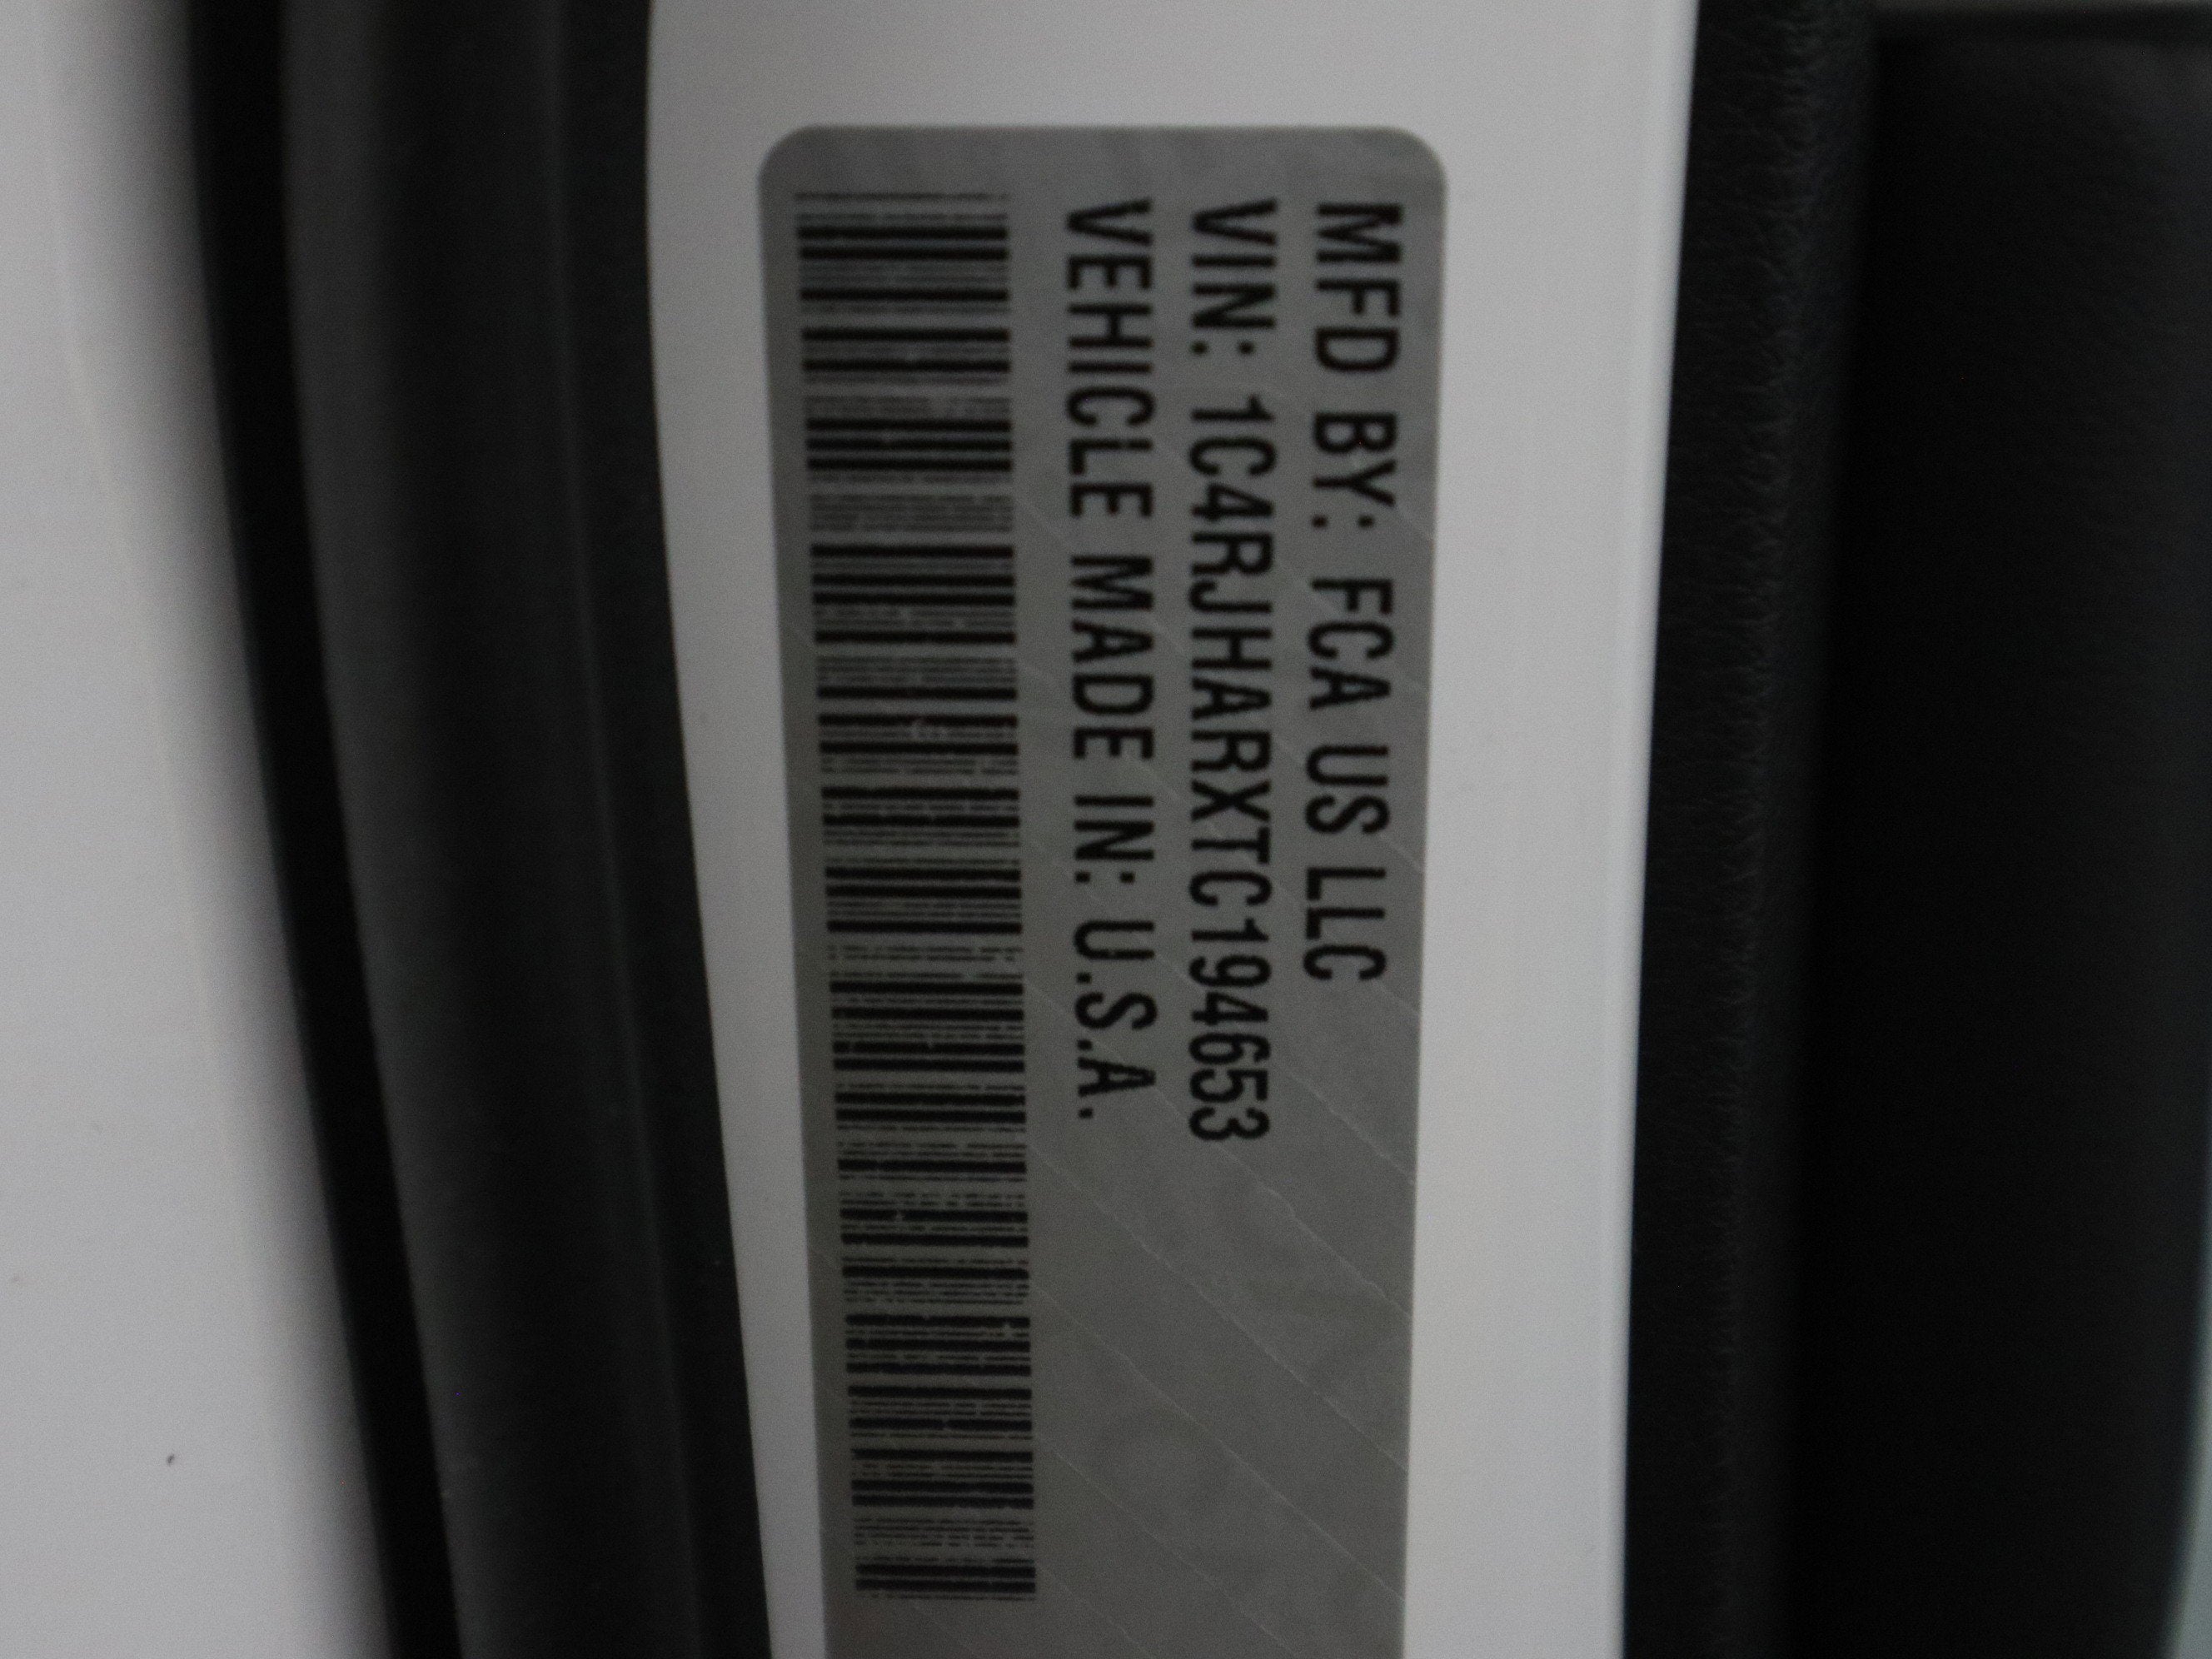 MFD BY: FCA US LLC
VIN: 1C4RJHARXTC194653
VEHICLE MADE IN: U.S.A.